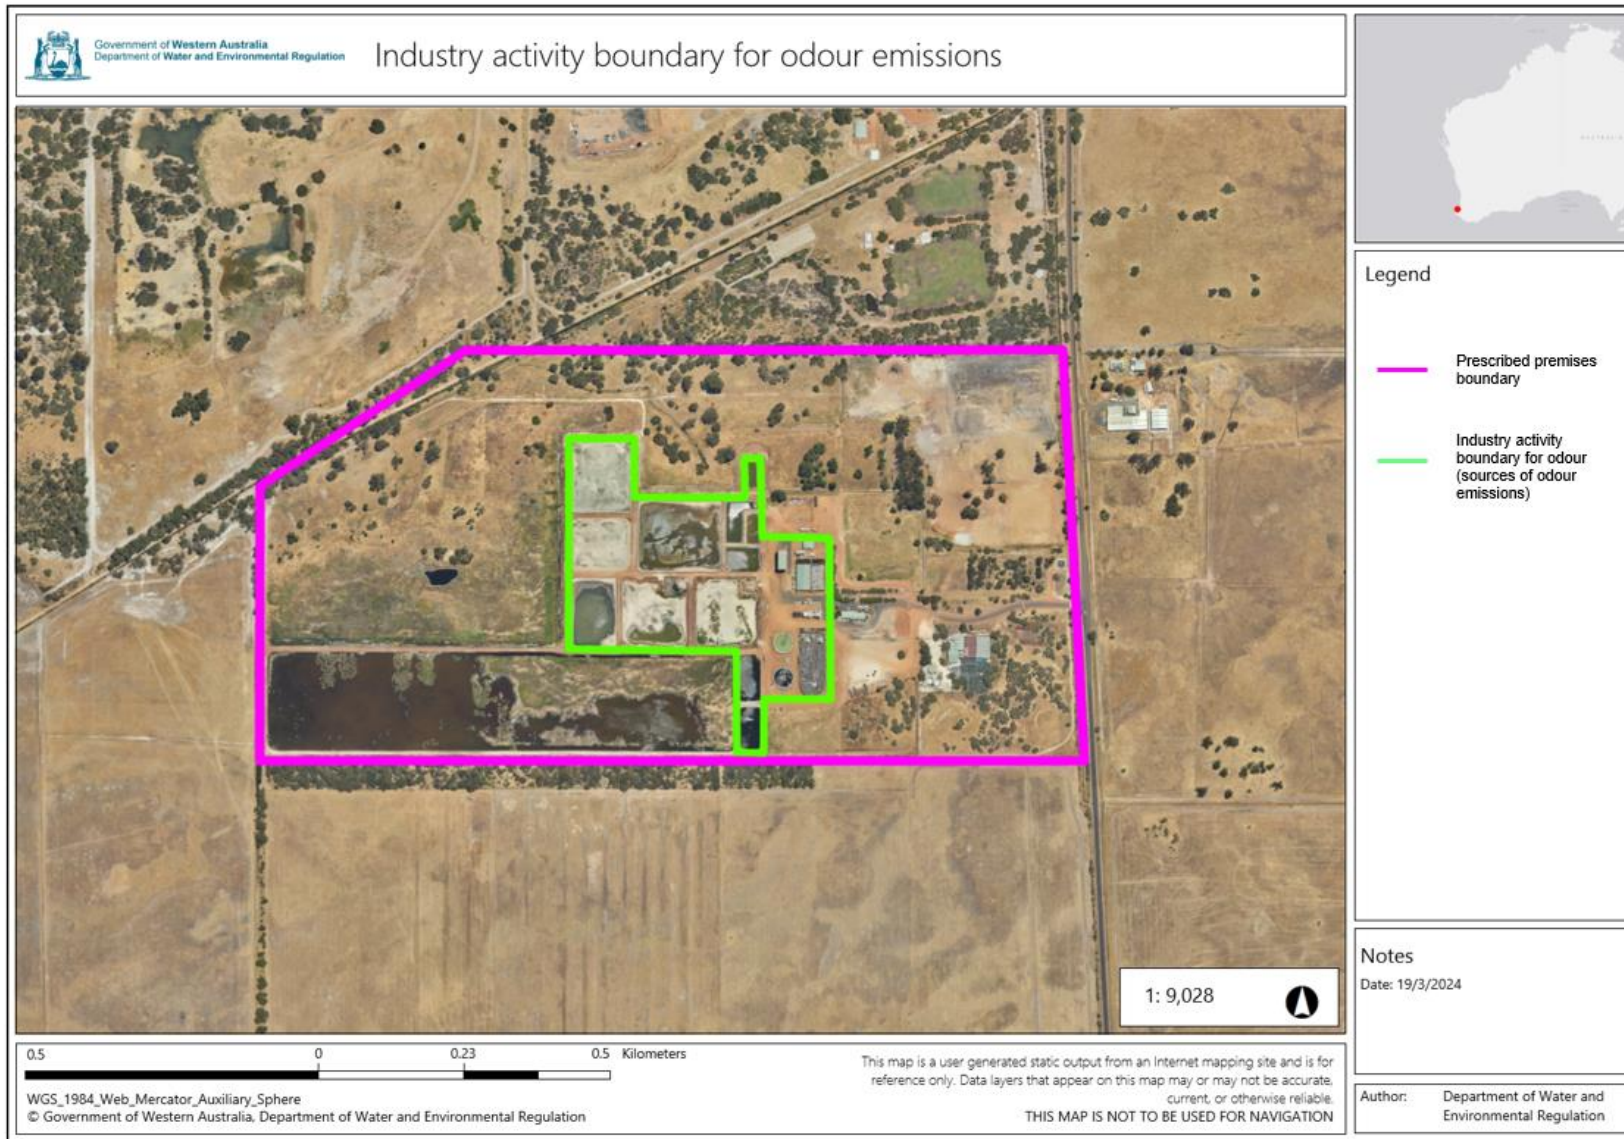 Government of Western Australia
Department of Water and Environmental Regulation
Industry activity boundary for odour emissions
Legend
Prescribed premises
boundary
Industry activity
boundary for odour
(sources of odour
emissions)
1: 9,028
Notes
Date: 19/3/2024
0.5 0 0.23 0.5 Kilometers
WGS_1984_Web_Mercator_Auxiliary_Sphere
© Government of Western Australia, Department of Water and Environmental Regulation
This map is a user generated static output from an Internet mapping site and is for
reference only. Data layers that appear on this map may or may not be accurate,
current, or otherwise reliable.
THIS MAP IS NOT TO BE USED FOR NAVIGATION
Author: Department of Water and
Environmental Regulation